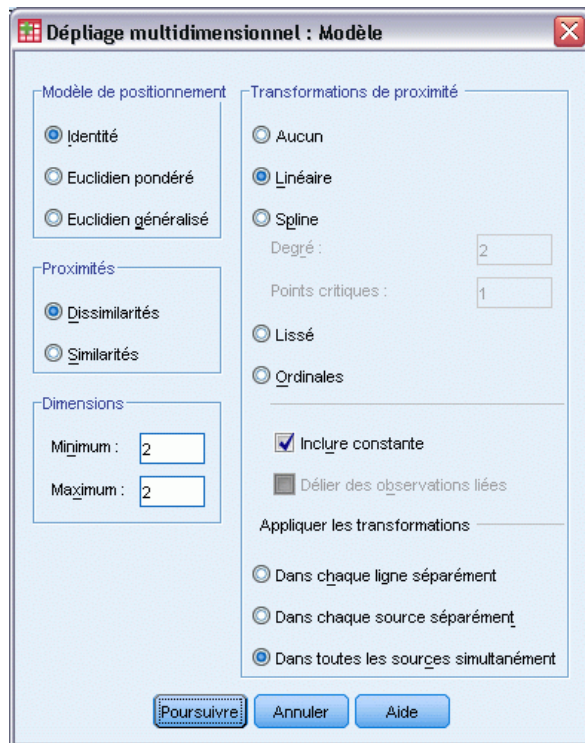 Dépliage multidimensionnel : Modèle
Modèle de positionnement
Identité
Euclidien pondéré
Euclidien généralisé
Proximités
Dissimilarités
Similarités
Dimensions
Minimum : 2
Maximum : 2
Transformations de proximité
Aucun
Linéaire
Spline
Degré : 2
Points critiques : 1
Lissé
Ordinales
Inclure constante
Délier des observations liées
Appliquer les transformations
Dans chaque ligne séparément
Dans chaque source séparément
Dans toutes les sources simultanément
Poursuivre Annuler Aide